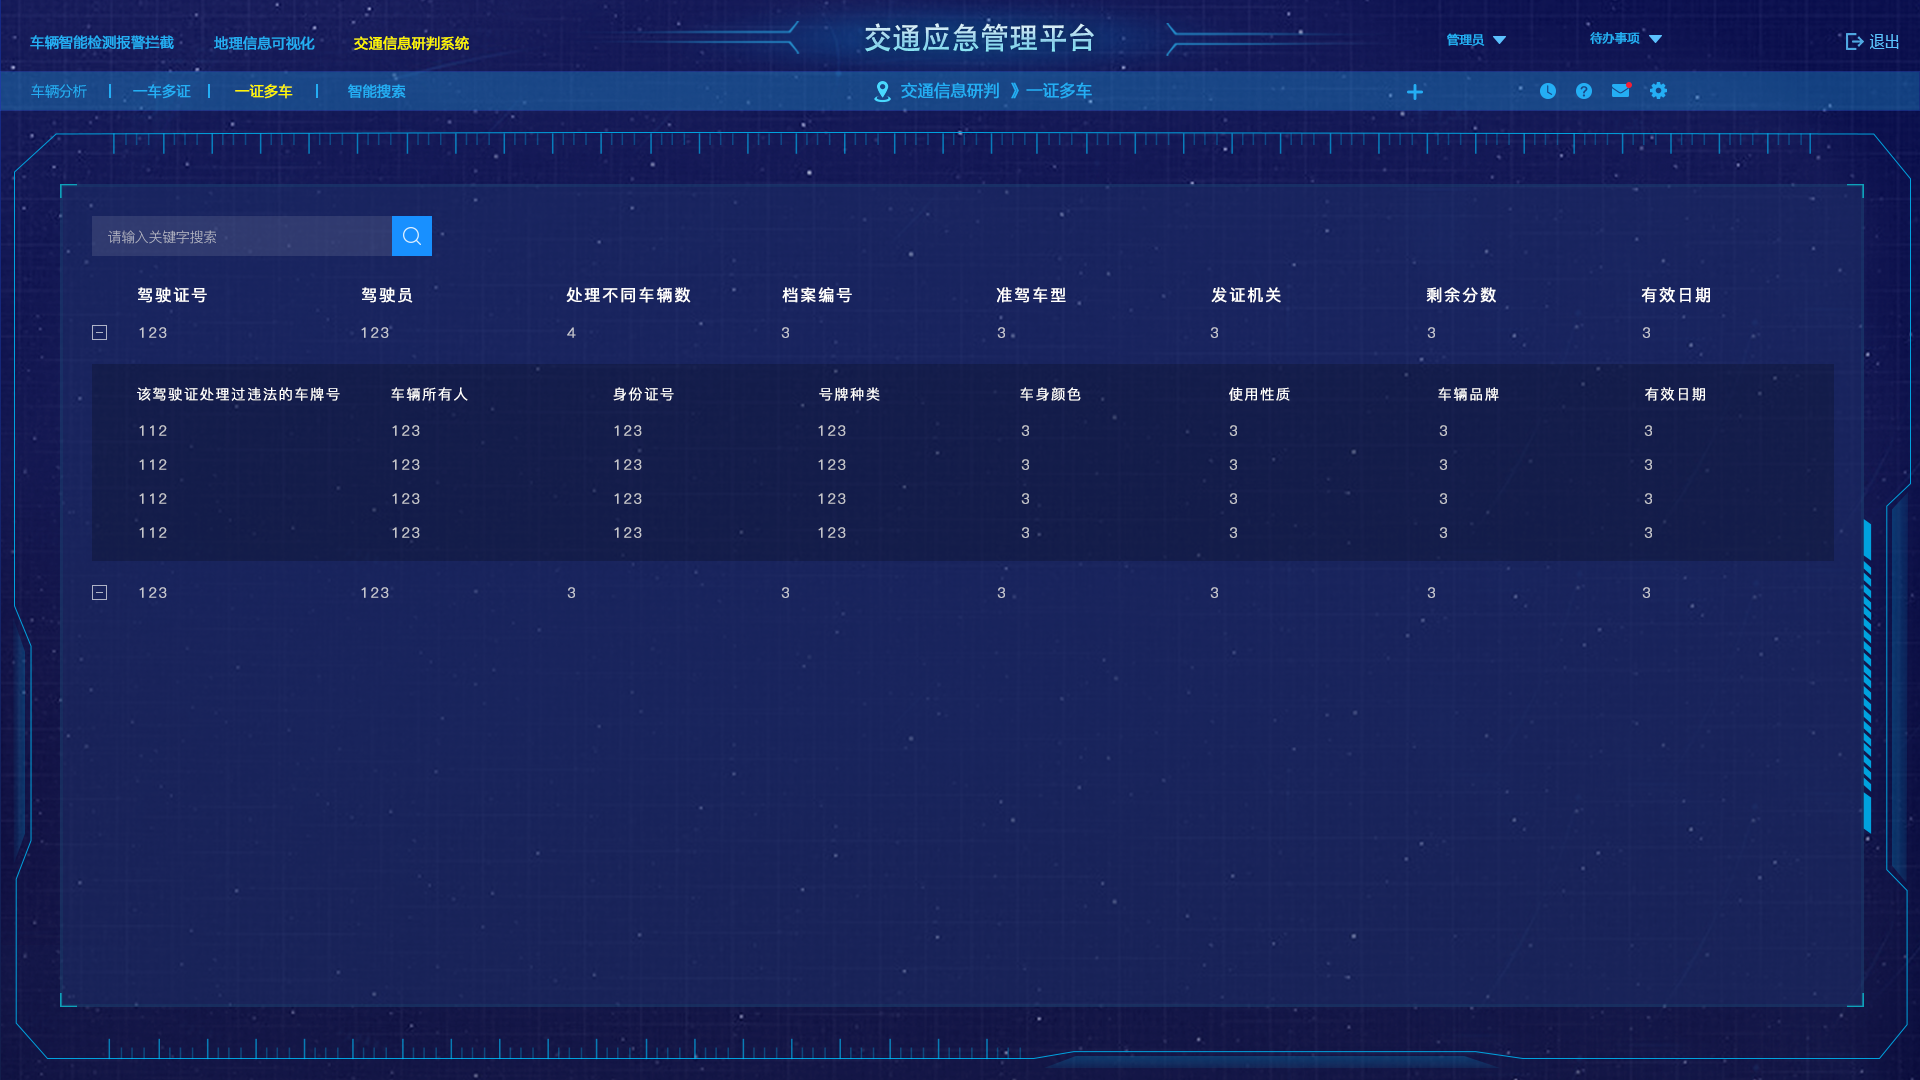 车辆智能检测报警拦截 地理信息可视化 交通信息研判系统 交通应急管理平台 管理员 待办事项 退出
车辆分析 一车多证 一证多车 智能搜索 交通信息研判 》一证多车
请输入关键字搜索
驾驶证号 驾驶员 处理不同车辆数 档案编号 准驾车型 发证机关 剩余分数 有效日期
123 123 4 3 3 3 3 3
该驾驶证处理过违法的车牌号 车辆所有人 身份证号 号牌种类 车身颜色 使用性质 车辆品牌 有效日期
112 123 123 123 3 3 3 3
112 123 123 123 3 3 3 3
112 123 123 123 3 3 3 3
112 123 123 123 3 3 3 3
123 123 3 3 3 3 3 3